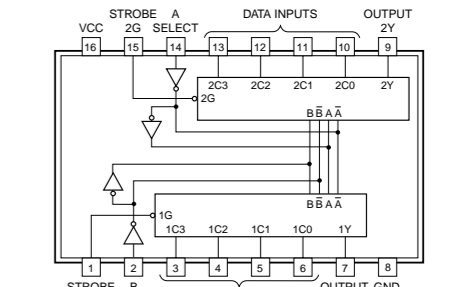 STROBE A DATA INPUTS OUTPUT
VCC 2G SELECT 2Y
16 15 14 13 12 11 10 9
2C3 2C2 2C1 2C0 2Y
2G
B B̅ A A̅
B B̅ A A̅
1G
1C3 1C2 1C1 1C0 1Y
1 2 3 4 5 6 7 8
STROBE B OUTPUT GND